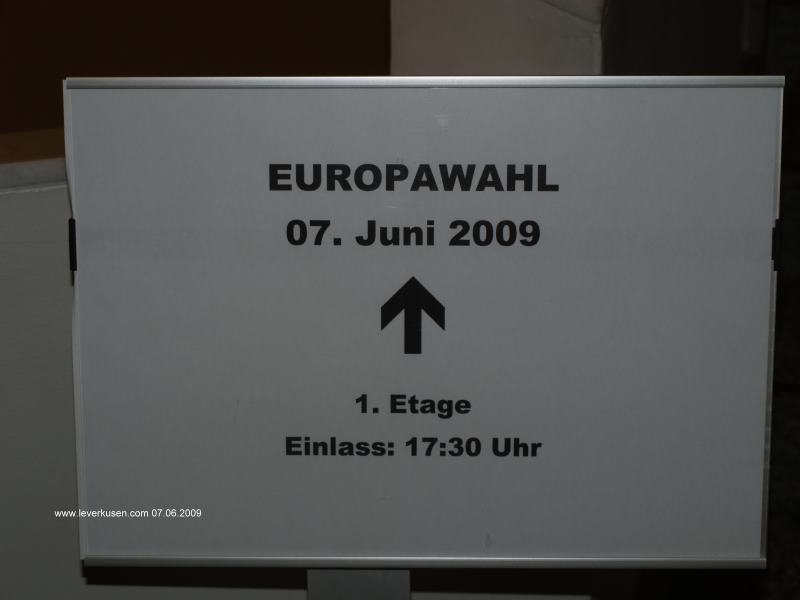 EUROPAWAHL
07. Juni 2009
1. Etage
Einlass: 17:30 Uhr
www.leverkusen.com 07.06.2009